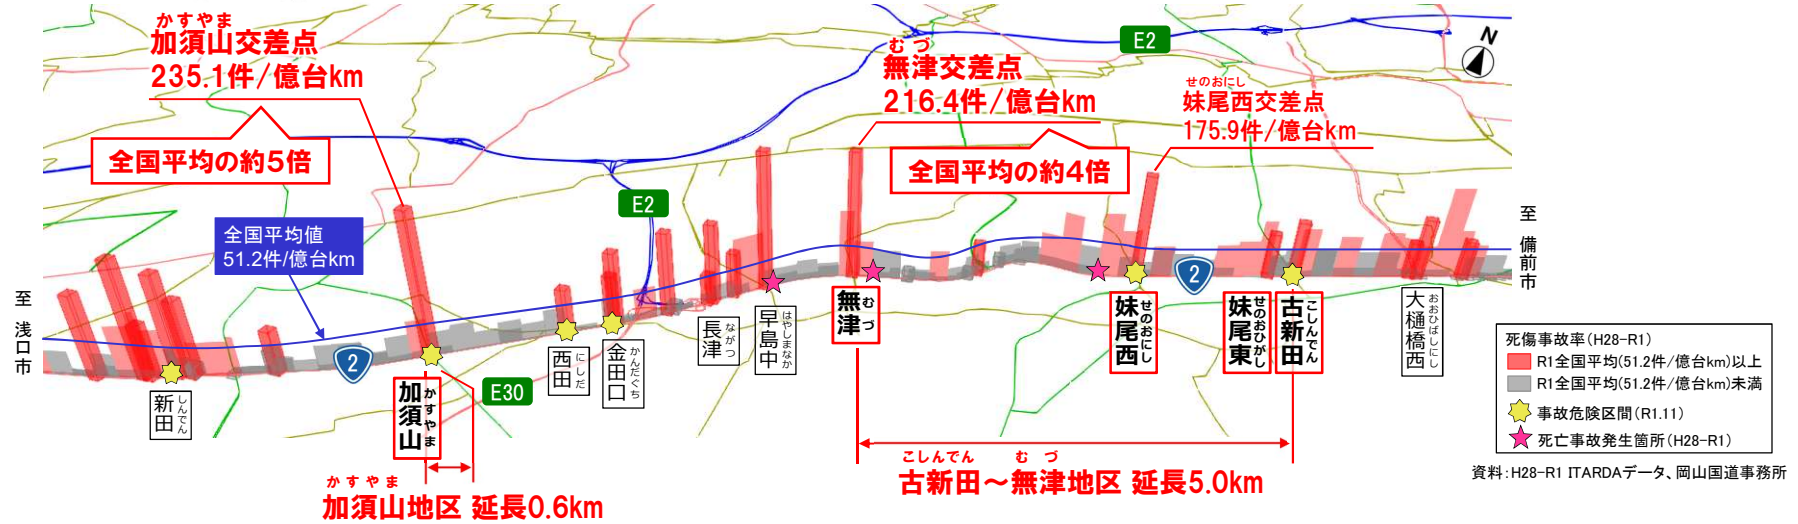 かすやま
加須山交差点
235.1件/億台km
全国平均の約5倍
全国平均値
51.2件/億台km
むづ
無津交差点
216.4件/億台km
全国平均の約4倍
せのおにし
妹尾西交差点
175.9件/億台km
E2
E2
N
至 浅口市
至 備前市
2
2
E30
新田 しんでん
加須山 かすやま
西田 にしだ
金田口 かんだぐち
長津 ながつ
早島中 はやしまなか
無津 むづ
妹尾西 せのおにし
妹尾東 せのおひがし
古新田 こしんでん
大樋橋西 おおひばしにし
かすやま
加須山地区 延長0.6km
こしんでん むづ
古新田～無津地区 延長5.0km
死傷事故率(H28-R1)
R1全国平均(51.2件/億台km)以上
R1全国平均(51.2件/億台km)未満
事故危険区間(R1.11)
死亡事故発生箇所(H28-R1)
資料:H28-R1 ITARDAデータ、岡山国道事務所